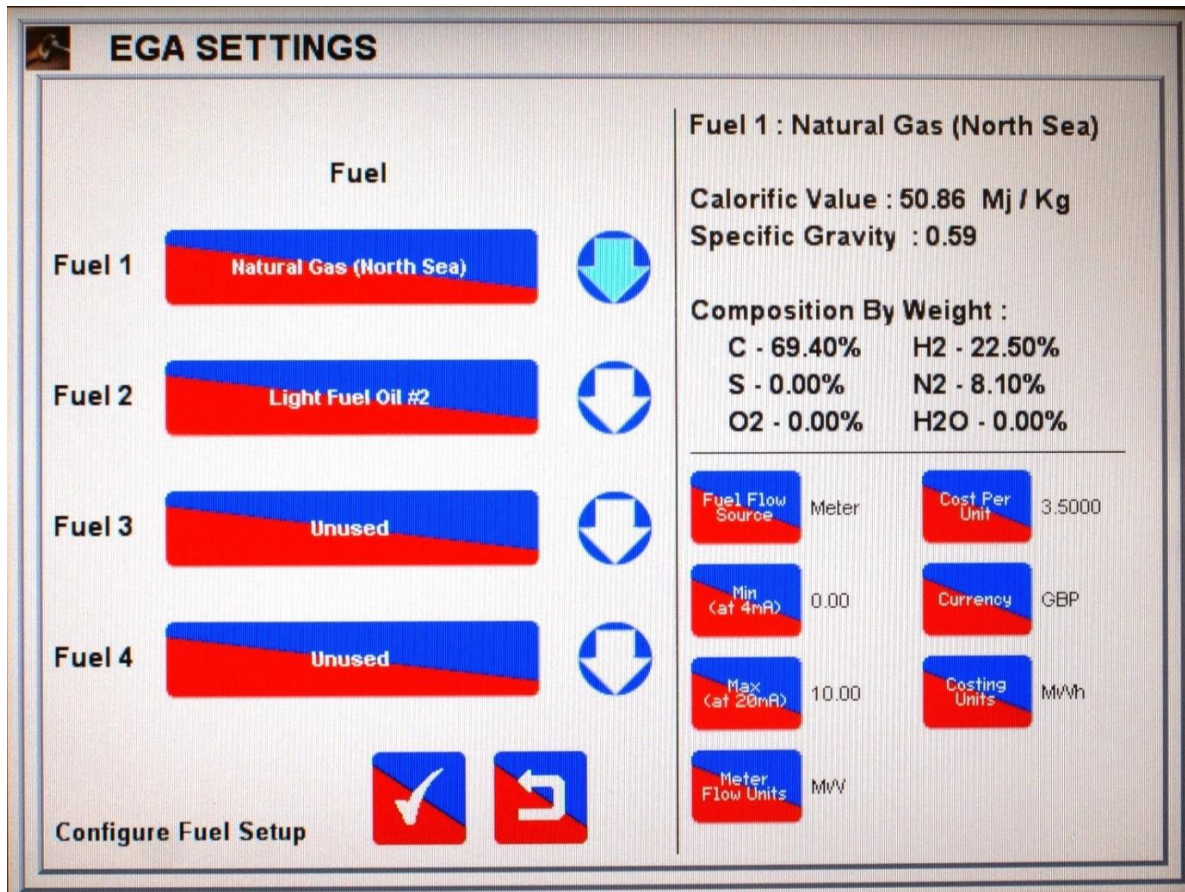 EGA SETTINGS
Fuel
Fuel 1
Natural Gas (North Sea)
Fuel 2
Light Fuel Oil #2
Fuel 3
Unused
Fuel 4
Unused
Configure Fuel Setup
Fuel 1 : Natural Gas (North Sea)
Calorific Value : 50.86 Mj / Kg
Specific Gravity : 0.59
Composition By Weight :
C - 69.40% H2 - 22.50%
S - 0.00% N2 - 8.10%
O2 - 0.00% H2O - 0.00%
Fuel Flow
Source
Meter
Cost Per
Unit
3.5000
Min
(at 4mA)
0.00
Currency
GBP
Max
(at 20mA)
10.00
Costing
Units
MWh
Meter
Flow Units
MW